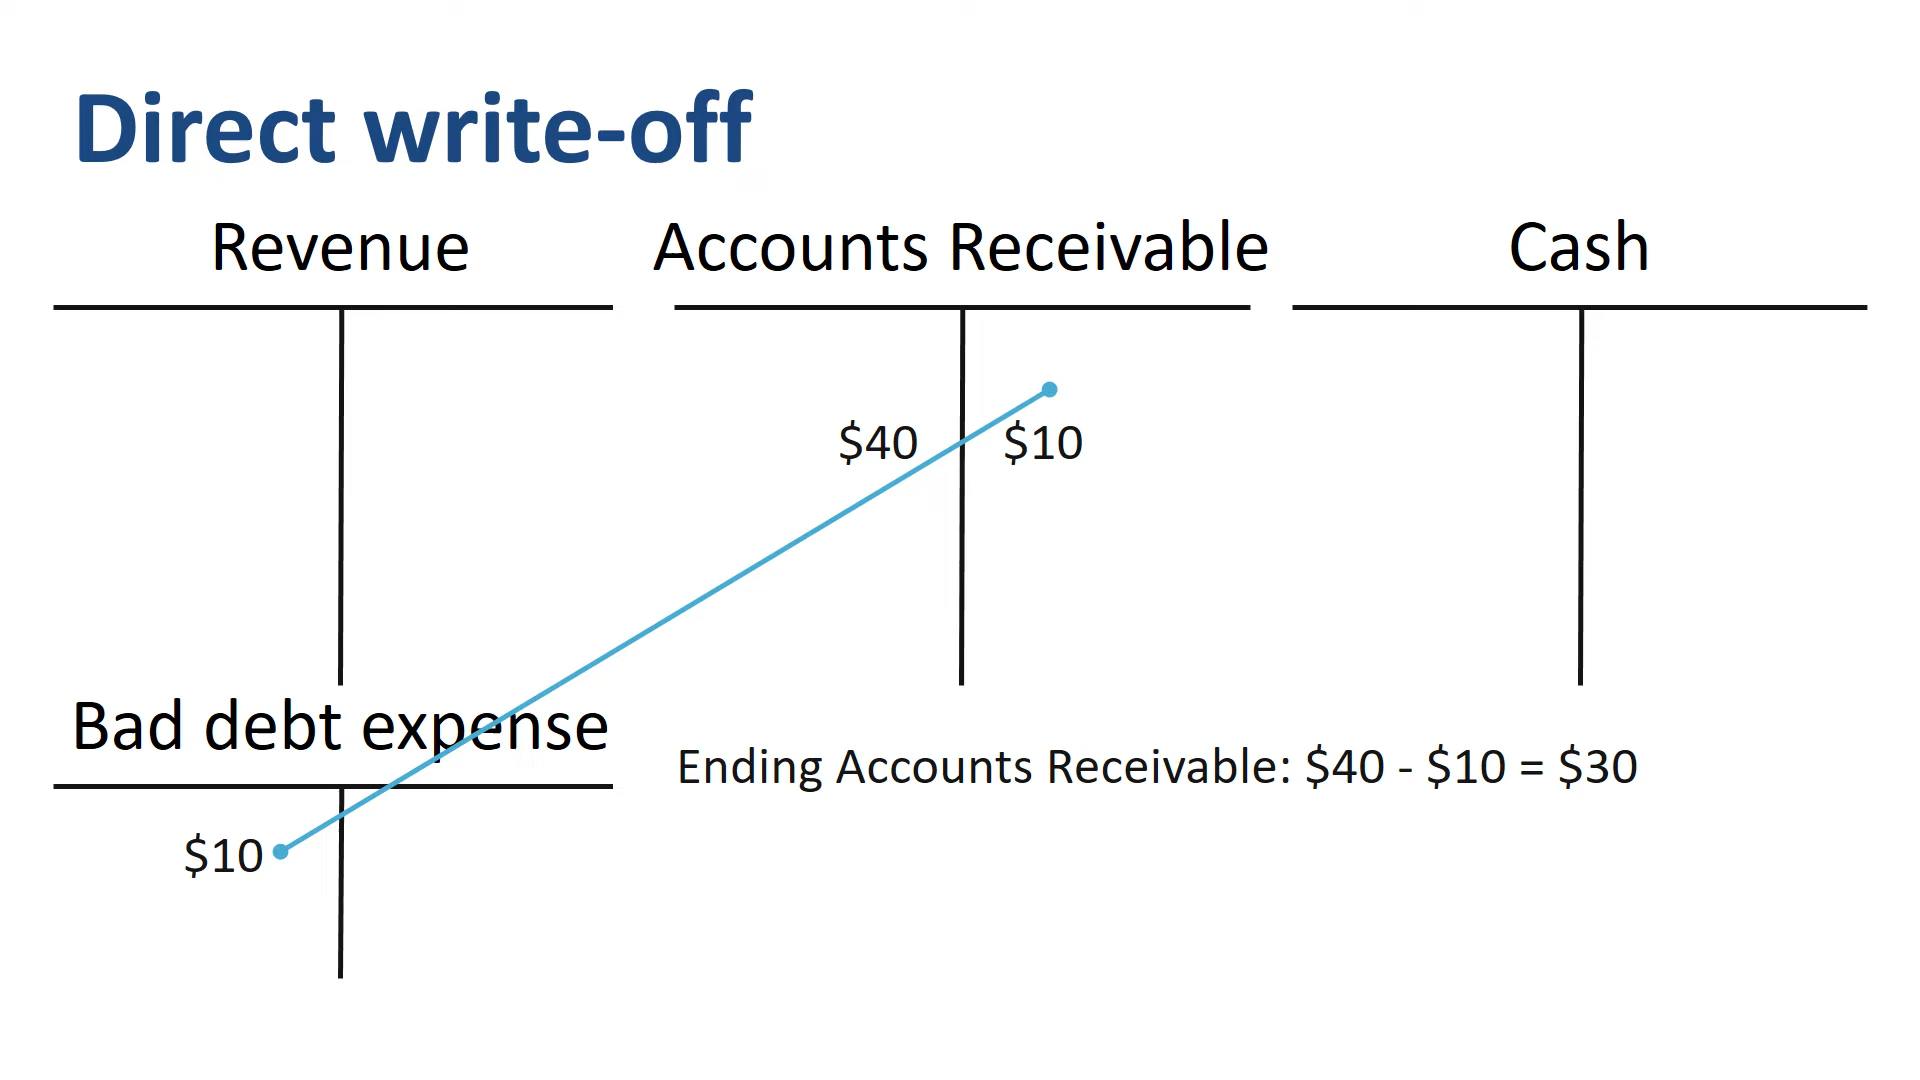 Direct write-off
Revenue
Accounts Receivable
Cash
$40
$10
Bad debt expense
Ending Accounts Receivable: $40 - $10 = $30
$10